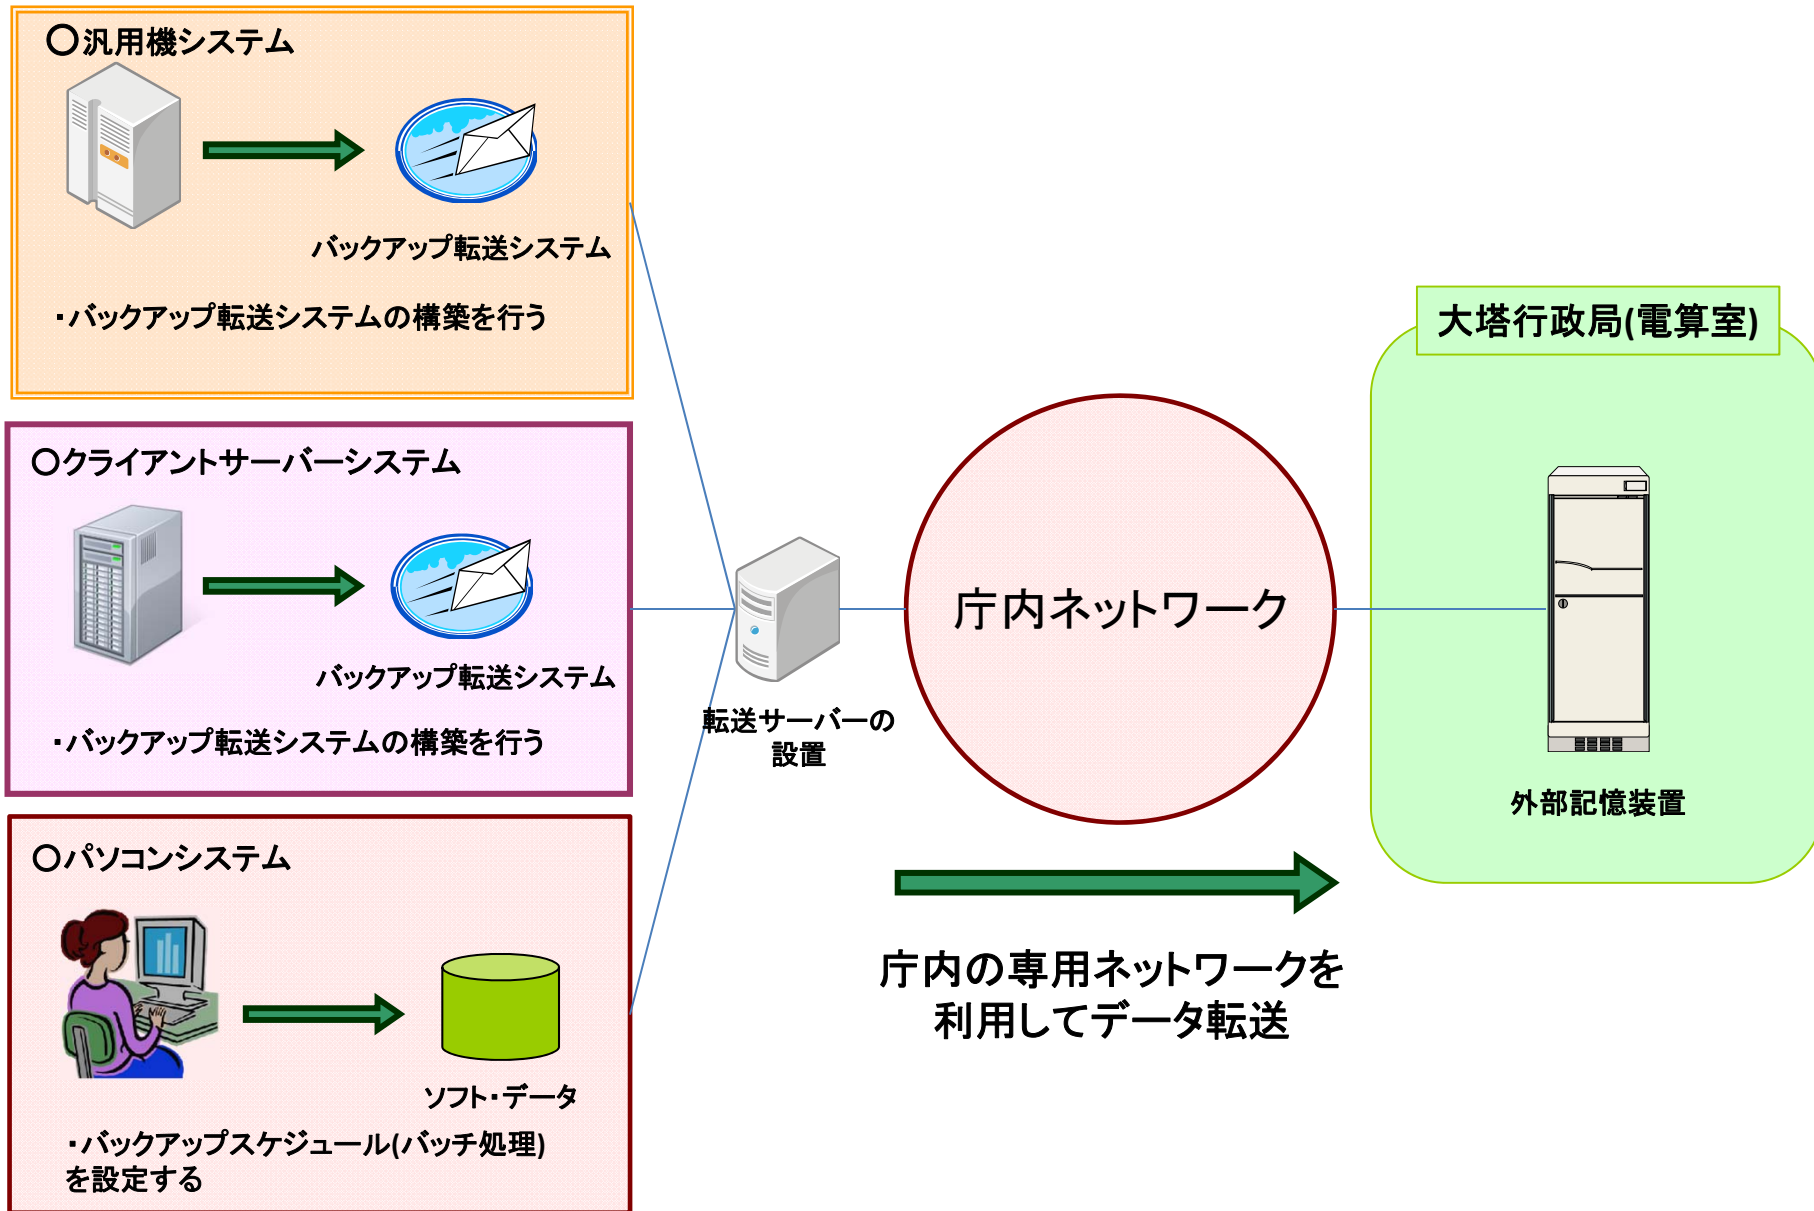 〇汎用機システム
バックアップ転送システム
・バックアップ転送システムの構築を行う
〇クライアントサーバーシステム
バックアップ転送システム
・バックアップ転送システムの構築を行う
〇パソコンシステム
ソフト・データ
・バックアップスケジュール(バッチ処理)
を設定する
転送サーバーの
設置
庁内ネットワーク
庁内の専用ネットワークを
利用してデータ転送
大塔行政局(電算室)
外部記憶装置